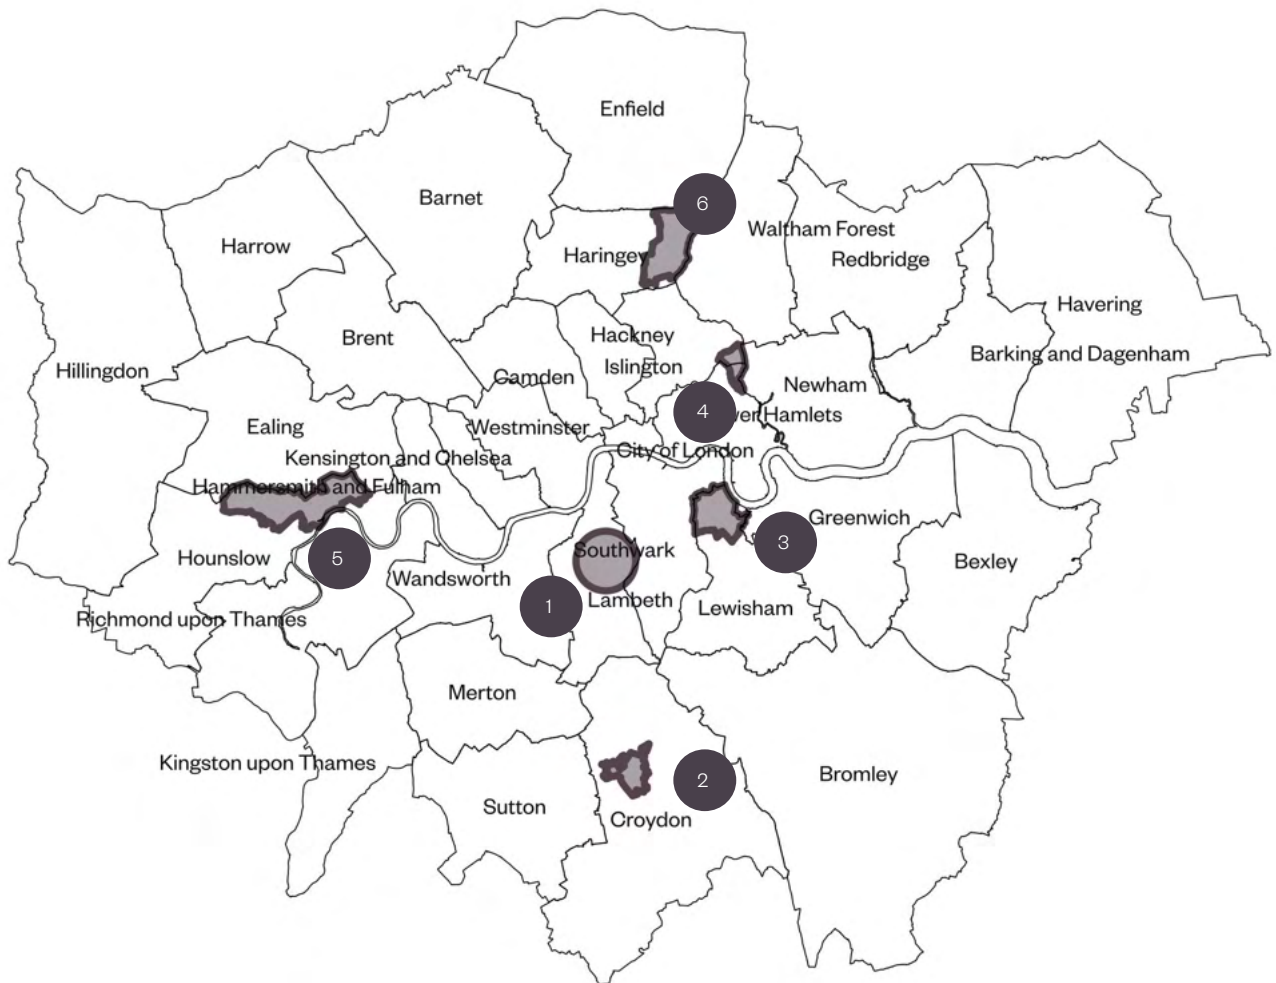 Enfield
6
Barnet
Waltham Forest
Harrow
Haringey
Redbridge
Havering
Hackney
Brent
Barking and Dagenham
Islington
Hillingdon
Camden
Newham
4
wer Hamlets
Ealing
Westminster
City of London
Kensington and Chelsea
Hammersmith and Fulham
Greenwich
3
Southwark
5
Hounslow
Bexley
Wandsworth
Lambeth
1
Lewisham
Richmond upon Thames
Merton
Kingston upon Thames
Bromley
2
Sutton
Croydon